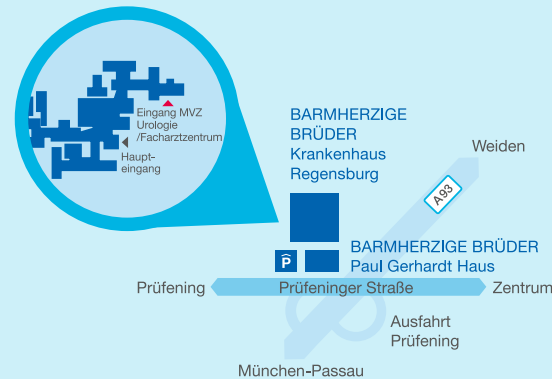 Eingang MVZ
Urologie
/Facharztzentrum
Haupt-
eingang
BARMHERZIGE
BRÜDER
Krankenhaus
Regensburg
Weiden
A93
BARMHERZIGE BRÜDER
Paul Gerhardt Haus
P
Prüfening
Prüfeninger Straße
Zentrum
Ausfahrt
Prüfening
München-Passau